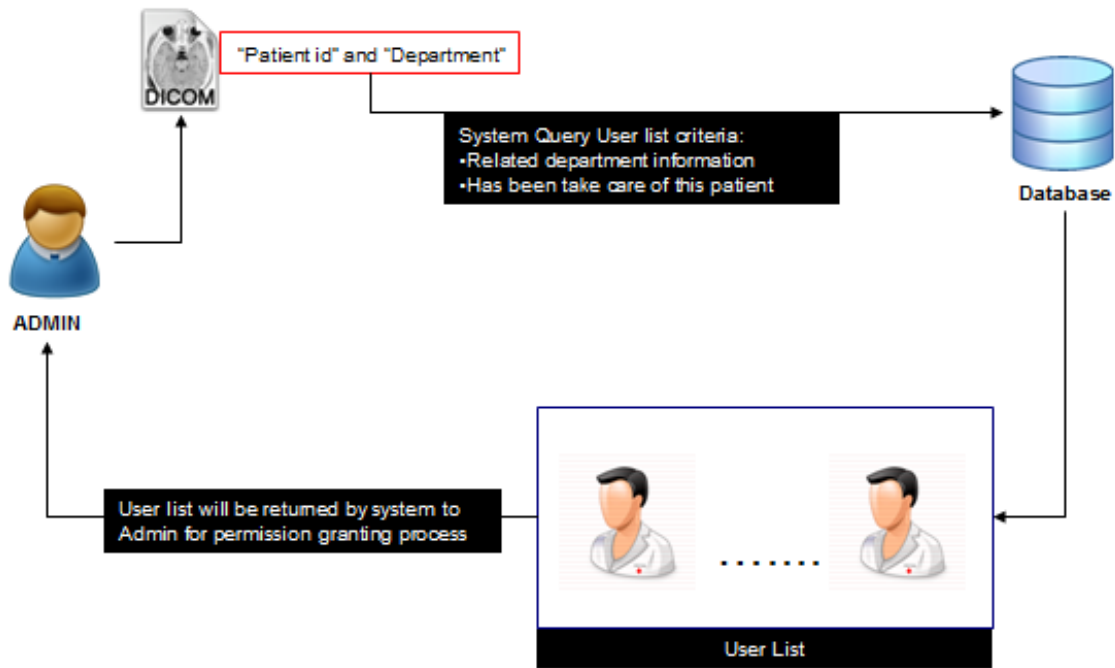 DICOM
“Patient id” and “Department”
System Query User list criteria:
•Related department information
•Has been take care of this patient
Database
ADMIN
User list will be returned by system to
Admin for permission granting process
.......
User List